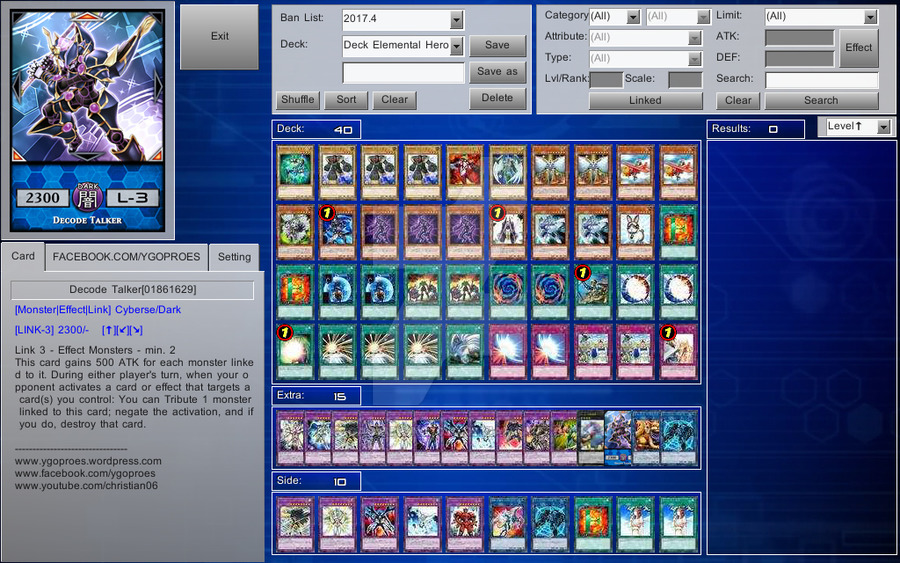 2300
DARK
闇
L-3
DECODE TALKER
Exit
Ban List:
2017.4
Deck:
Deck Elemental Hero
Save
Save as
Shuffle
Sort
Clear
Delete
Category
(All)
(All)
Limit:
(All)
Attribute:
(All)
ATK:
Effect
Type:
(All)
DEF:
Lvl/Rank:
Scale:
Search:
Linked
Clear
Search
Deck: 40
Results: 0
Level↑
1
1
1
1
1
Extra: 15
Side: 10
Card
FACEBOOK.COM/YGOPROES
Setting
Decode Talker[01861629]
[Monster|Effect|Link] Cyberse/Dark
[LINK-3] 2300/- [↑][↙][↘]
Link 3 - Effect Monsters - min. 2
This card gains 500 ATK for each monster linke
d to it. During either player's turn, when your o
pponent activates a card or effect that targets a
card(s) you control: You can Tribute 1 monster
linked to this card; negate the activation, and if
you do, destroy that card.
--------------------------------
www.ygoproes.wordpress.com
www.facebook.com/ygoproes
www.youtube.com/christian06